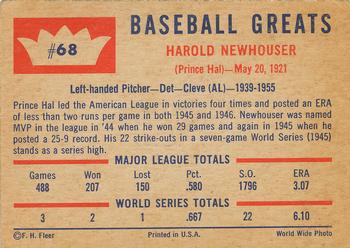 #68
BASEBALL GREATS
HAROLD NEWHOUSER
(Prince Hal)—May 20, 1921
Left-handed Pitcher—Det—Cleve (AL)—1939-1955
Prince Hal led the American League in victories four times and posted an ERA
of less than two runs per game in both 1945 and 1946. Newhouser was named
MVP in the league in '44 when he won 29 games and again in 1945 when he
posted a 25-9 record. His 22 strike-outs in a seven-game World Series (1945)
stands as a series high.
MAJOR LEAGUE TOTALS
Games Won Lost Pct. S.O. ERA
488 207 150 .580 1796 3.07
WORLD SERIES TOTALS
3 2 1 .667 22 6.10
©F. H. Fleer Printed in U.S.A. World Wide Photo